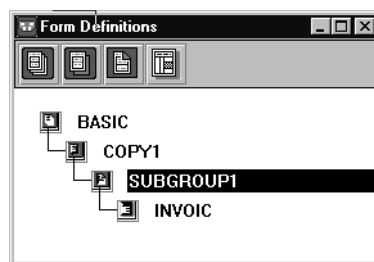 Form Definitions
BASIC
COPY1
SUBGROUP1
INVOIC